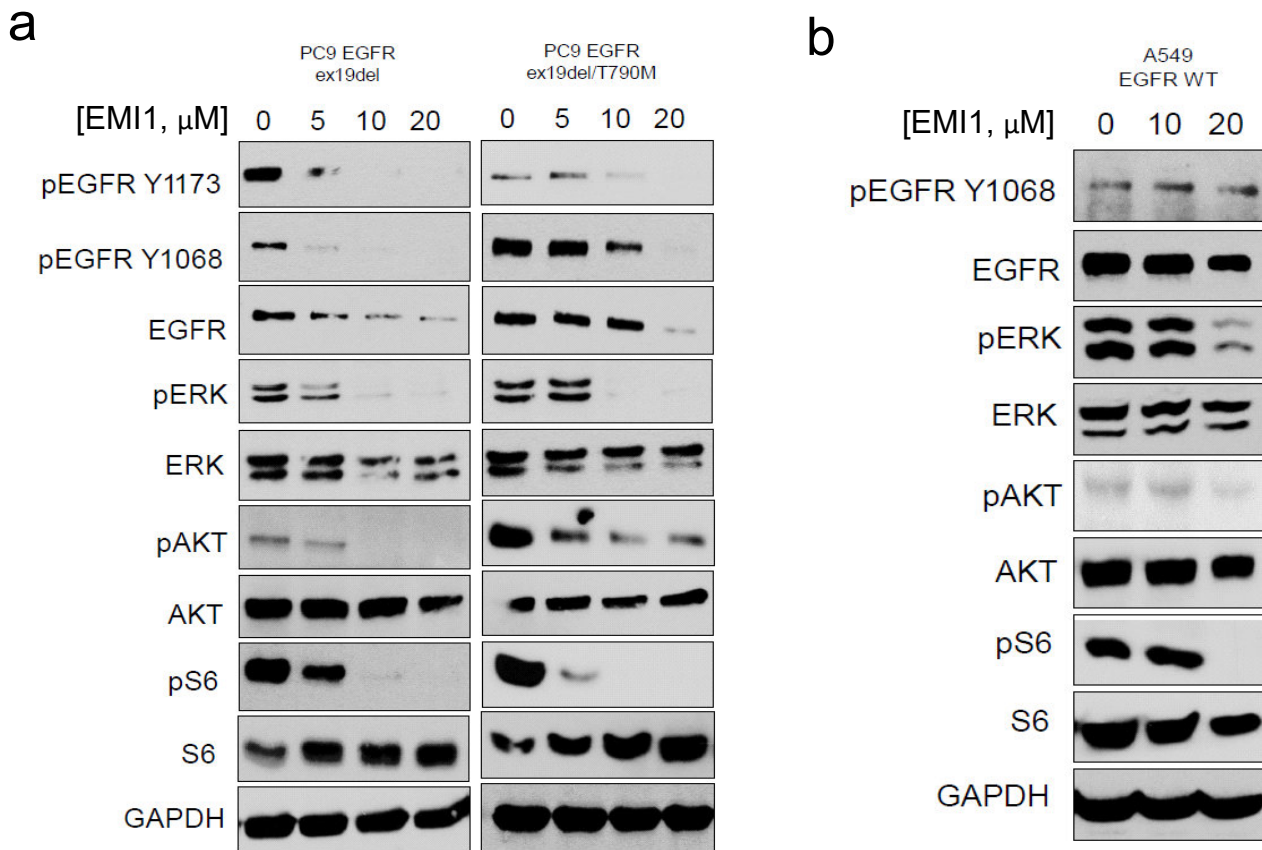 a
PC9 EGFR
ex19del
PC9 EGFR
ex19del/T790M
[EMI1, μM] 0 5 10 20 0 5 10 20
pEGFR Y1173
pEGFR Y1068
EGFR
pERK
ERK
pAKT
AKT
pS6
S6
GAPDH
b
A549
EGFR WT
[EMI1, μM] 0 10 20
pEGFR Y1068
EGFR
pERK
ERK
pAKT
AKT
pS6
S6
GAPDH